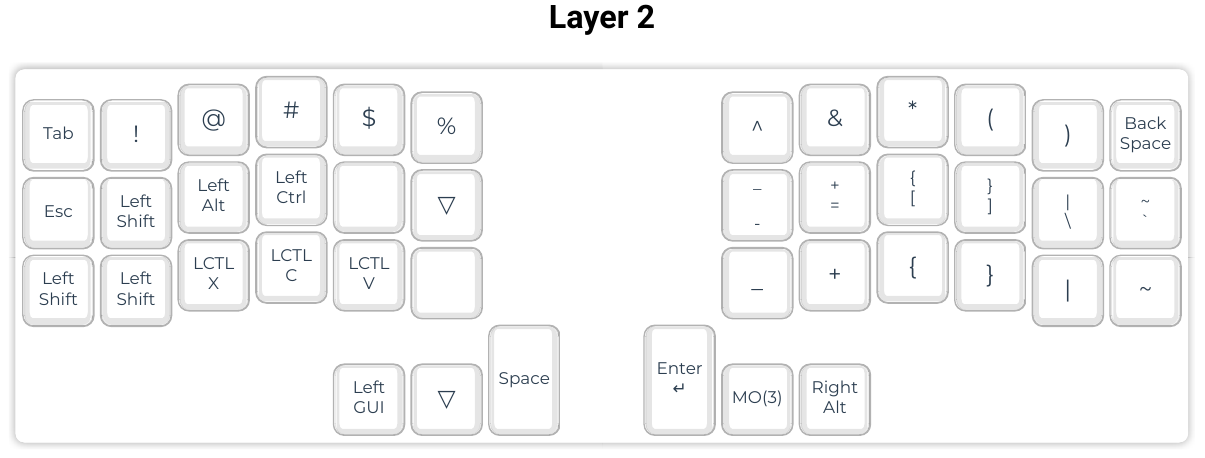 Layer 2
Tab ! @ # $ % ^ & * ( ) Back
Space
Esc Left
Shift Left
Alt Left
Ctrl ▽ _
- +
= {
[ }
] |
\ ~
`
Left
Shift Left
Shift LCTL
X LCTL
C LCTL
V _ + { } | ~
Left
GUI ▽ Space Enter
↵ MO(3) Right
Alt